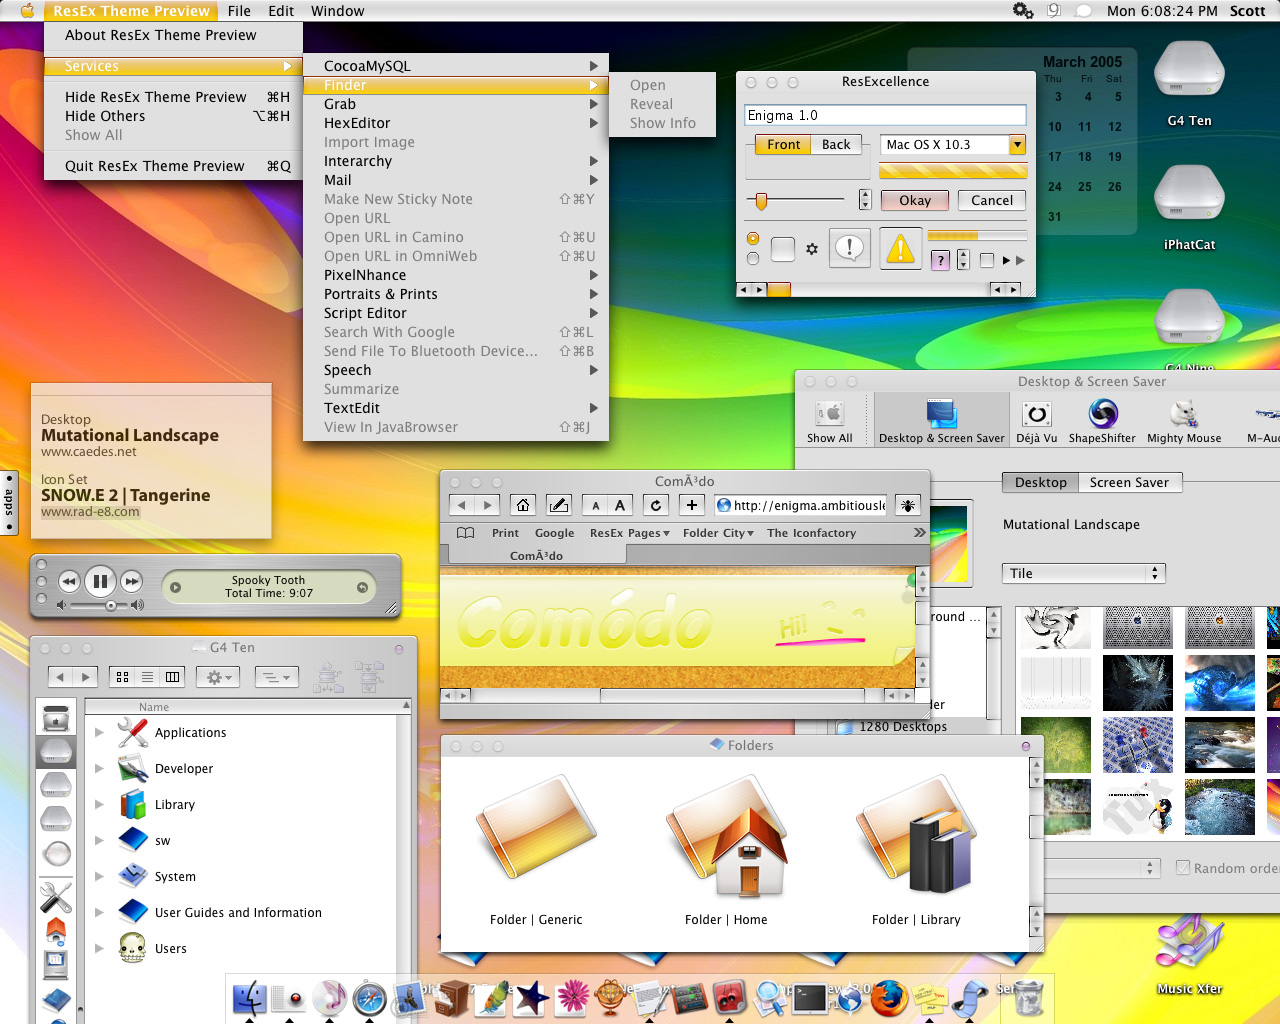 ResEx Theme Preview File Edit Window
Mon 6:08:24 PM Scott
About ResEx Theme Preview
Services
Hide ResEx Theme Preview ⌘H
Hide Others ⌥⌘H
Show All
Quit ResEx Theme Preview ⌘Q
CocoaMySQL
Finder
Grab
HexEditor
Import Image
Interarchy
Mail
Make New Sticky Note ⇧⌘Y
Open URL
Open URL in Camino ⇧⌘U
Open URL in OmniWeb ⇧⌘U
PixelNhance
Portraits & Prints
Script Editor
Search With Google ⇧⌘L
Send File To Bluetooth Device... ⇧⌘B
Speech
Summarize
TextEdit
View In JavaBrowser ⇧⌘J
Open
Reveal
Show Info
ResExcellence
Enigma 1.0
Front Back
Mac OS X 10.3
Okay Cancel
?
March 2005
Thu Fri Sat
3 4 5
10 11 12
17 18 19
24 25 26
31
G4 Ten
iPhatCat
G4 Nine
Desktop
Mutational Landscape
www.caedes.net
Icon Set
SNOW.E 2 | Tangerine
www.rad-e8.com
apps
Spooky Tooth
Total Time: 9:07
G4 Ten
Name
Applications
Developer
Library
sw
System
User Guides and Information
Users
ComÃ³do
A A
http://enigma.ambitiousle
Print Google ResEx Pages Folder City The Iconfactory
ComÃ³do
Comódo
Hi!
Desktop & Screen Saver
Show All
Desktop & Screen Saver
Déjà Vu
ShapeShifter
Mighty Mouse
M-Au
Desktop Screen Saver
Mutational Landscape
Tile
round ...
der
1280 Desktops
Tux
Random orde
Folders
Folder | Generic
Folder | Home
Folder | Library
Music Xfer